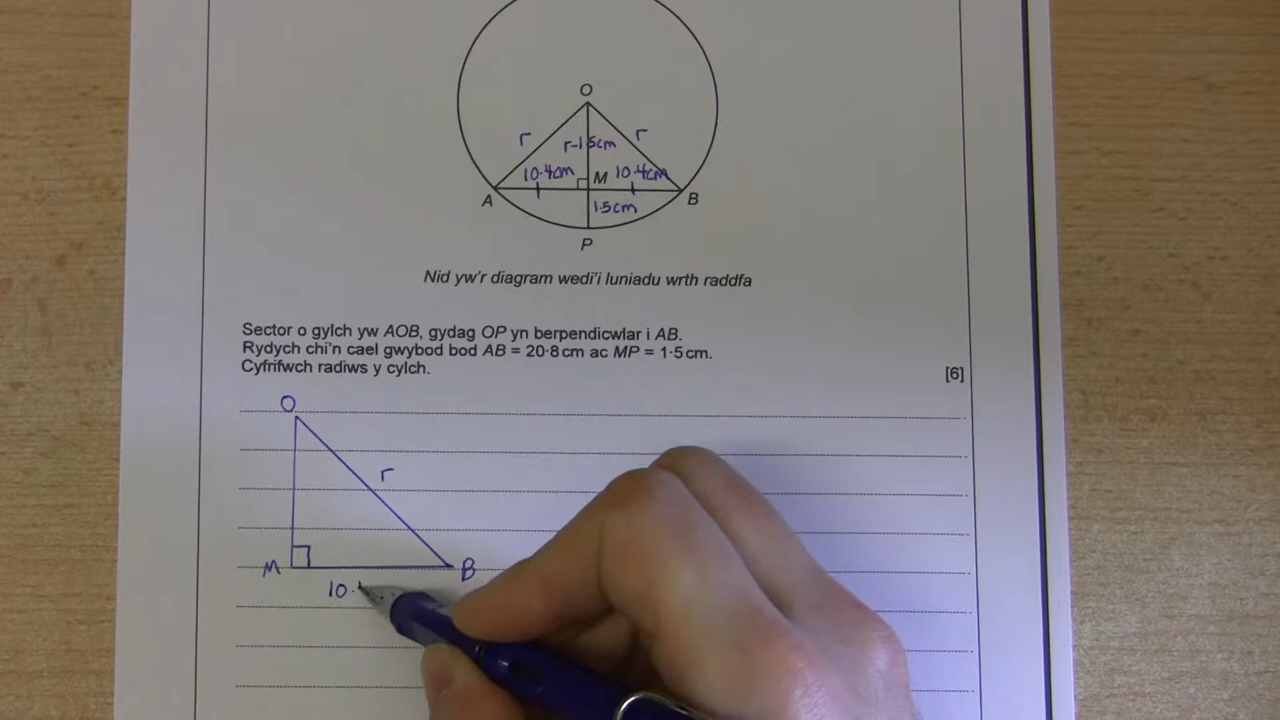 O
r
r-1.5cm
r
10.4cm
M
10.4cm
A
1.5cm
B
P
Nid yw'r diagram wedi'i luniadu wrth raddfa
Sector o gylch yw AOB, gydag OP yn berpendicwlar i AB.
Rydych chi'n cael gwybod bod AB = 20·8 cm ac MP = 1·5 cm.
Cyfrifwch radiws y cylch.
[6]
O
r
M
B
10.